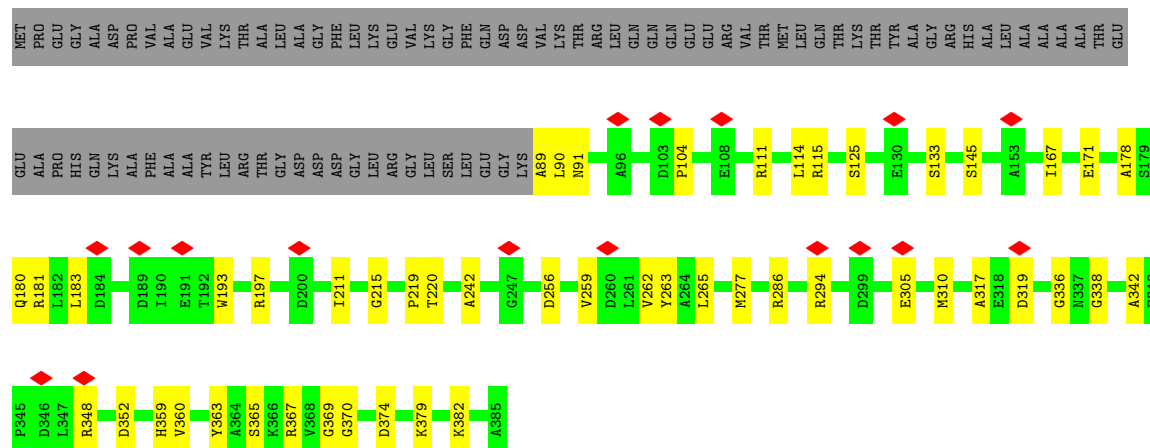 MET PRO GLU GLY ALA ASP PRO VAL ALA GLU VAL LYS THR ALA LEU ALA GLY PHE LEU LYS GLU VAL LYS GLY PHE GLN ASP ASP VAL LYS THR ARG LEU GLN GLN GLN GLU GLU ARG VAL THR MET LEU GLN THR LYS THR TYR ALA GLY ARG HIS ALA LEU ALA ALA ALA ALA THR GLU
GLU ALA PRO HIS GLN LYS ALA PHE ALA ALA TYR LEU ARG THR GLY ASP ASP ASP GLY LEU ARG GLY LEU SER LEU GLU GLY LYS A89 L90 N91 A96 D103 P104 E108 R111 L114 R115 S125 E130 S133 S145 A153 I167 E171 A178 S179
Q180 R181 L182 L183 D184 D189 I190 E191 T192 W193 R197 D200 I211 G215 P219 T220 A242 G247 D256 V259 D260 L261 V262 Y263 A264 L265 M277 R286 R294 D299 E305 M310 A317 E318 D319 G336 N337 G338 A342
P345 D346 L347 R348 D352 H359 V360 Y363 A364 S365 K366 R367 V368 G369 G370 D374 K379 K382 A385